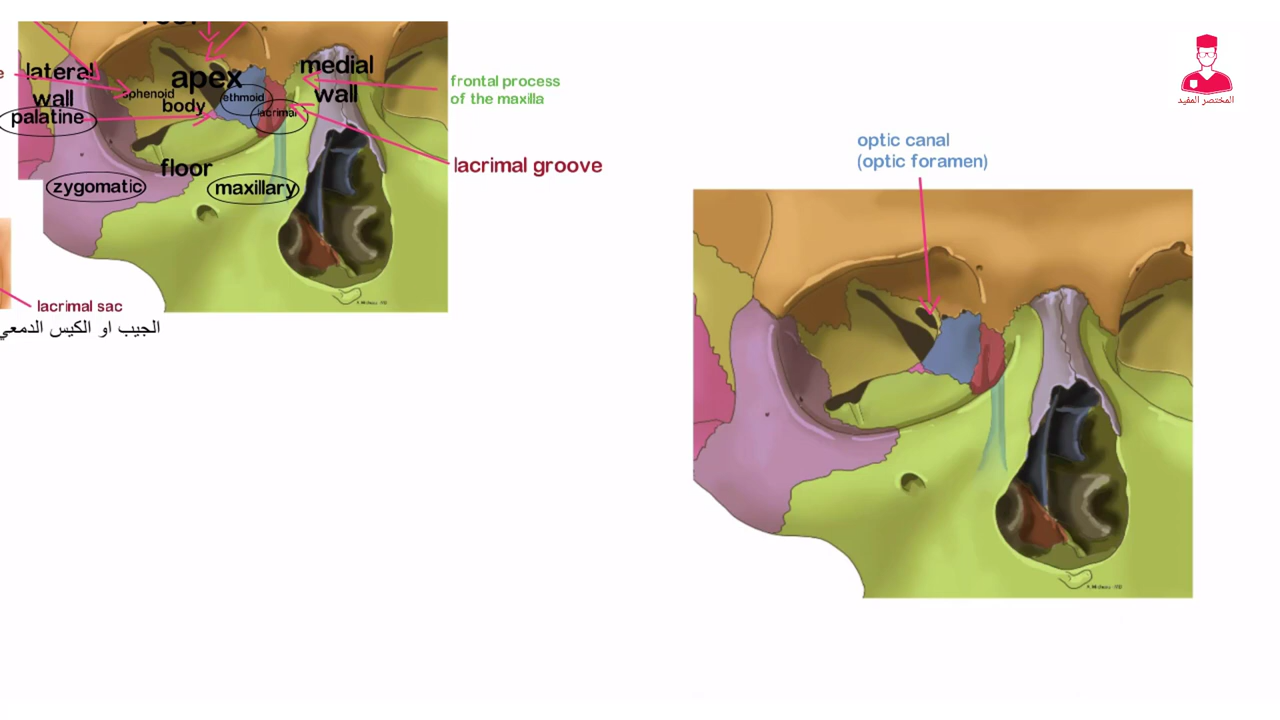 lateral
wall
palatine
sphenoid
body
apex
ethmoid
lacrimal
medial
wall
floor
zygomatic
maxillary
frontal process
of the maxilla
lacrimal groove
lacrimal sac
الجيب او الكيس الدمعي
optic canal
(optic foramen)
المختصر المفيد